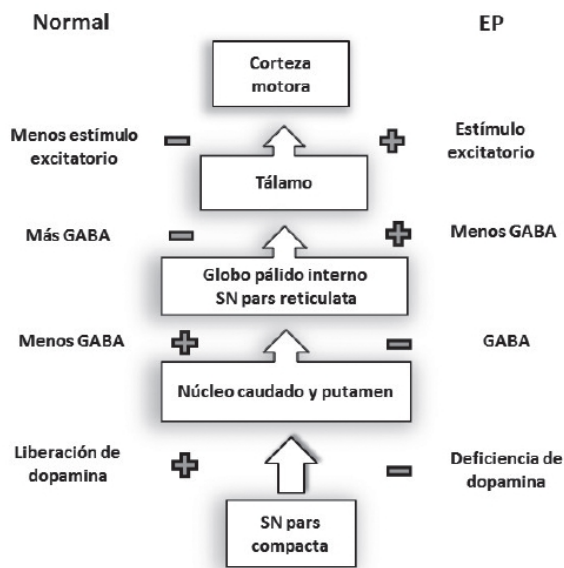 Normal
EP
Corteza
motora
Menos estímulo
excitatorio
Estímulo
excitatorio
Tálamo
Más GABA
Menos GABA
Globo pálido interno
SN pars reticulata
Menos GABA
GABA
Núcleo caudado y putamen
Liberación de
dopamina
Deficiencia de
dopamina
SN pars
compacta